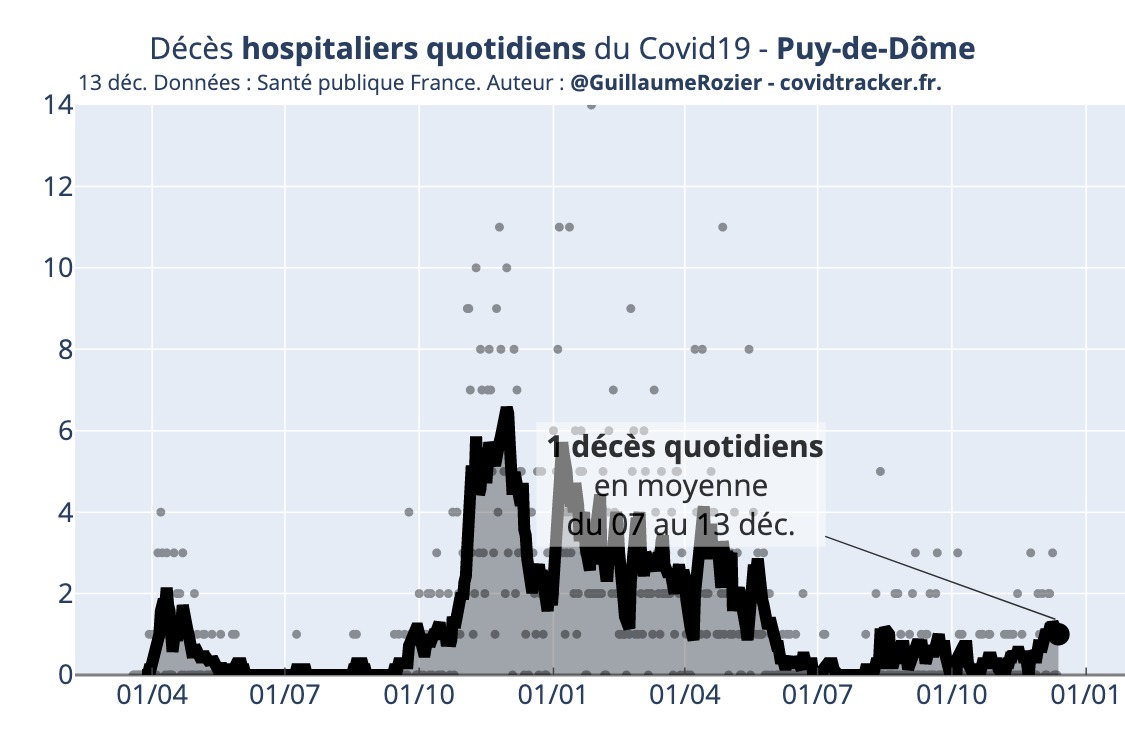 Décès hospitaliers quotidiens du Covid19 - Puy-de-Dôme
13 déc. Données : Santé publique France. Auteur : @GuillaumeRozier - covidtracker.fr.
14
12
10
8
6
4
2
0
1 décès quotidiens
en moyenne
du 07 au 13 déc.
01/04 01/07 01/10 01/01 01/04 01/07 01/10 01/01